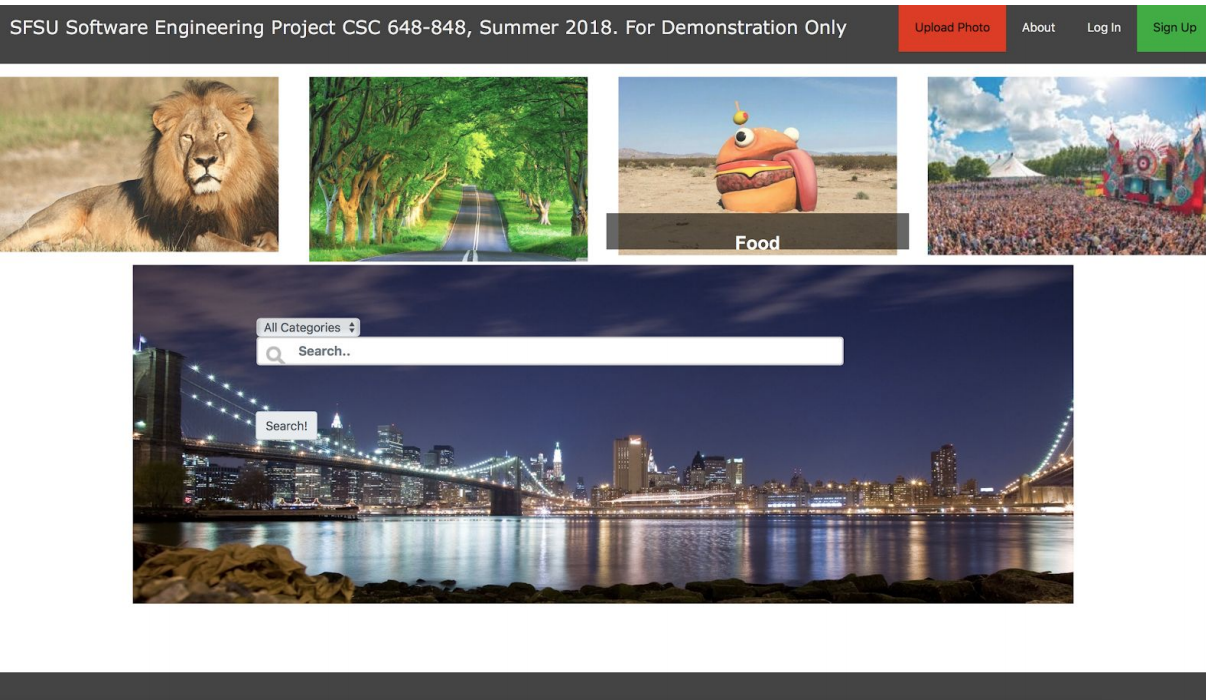 SFSU Software Engineering Project CSC 648-848, Summer 2018. For Demonstration Only
Upload Photo
About
Log In
Sign Up
Food
All Categories
Search..
Search!